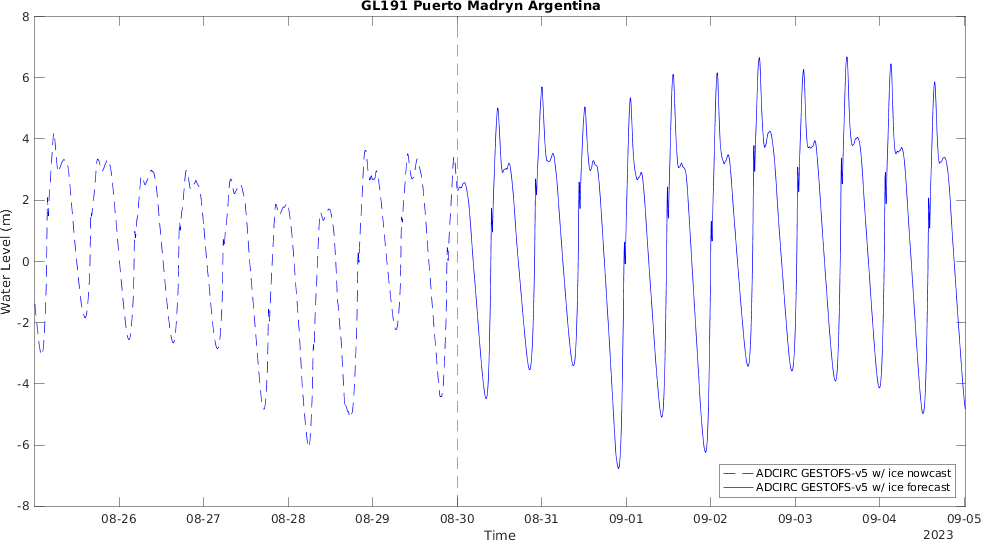 GL191 Puerto Madryn Argentina
8
6
4
2
0
-2
-4
-6
-8
Water Level (m)
08-26 08-27 08-28 08-29 08-30 08-31 09-01 09-02 09-03 09-04 09-05
Time
2023
ADCIRC GESTOFS-v5 w/ ice nowcast
ADCIRC GESTOFS-v5 w/ ice forecast